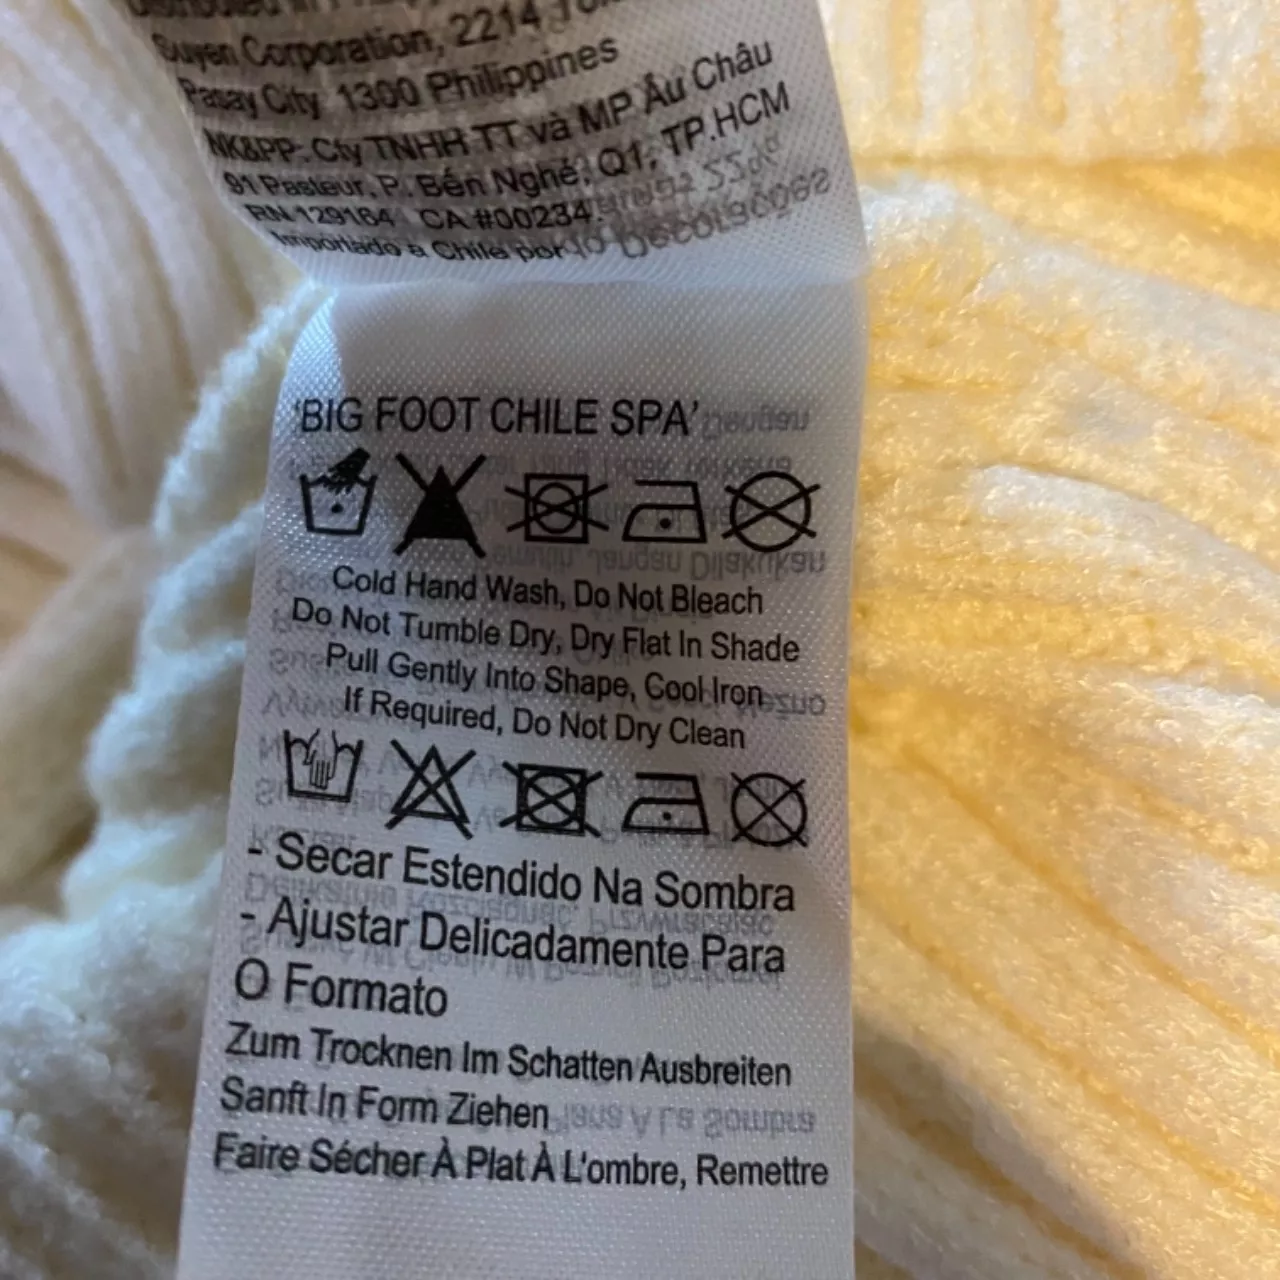 Distributed in
Suyen Corporation, 2214
Pasay City 1300 Philippines
NK&PP: Cty TNHH TT và MP Âu Châu
91 Pasteur, P. Bến Nghé, Q1, TP.HCM
RN 129164 CA #00234
Importado a Chile por
'BIG FOOT CHILE SPA'
Cold Hand Wash, Do Not Bleach
Do Not Tumble Dry, Dry Flat In Shade
Pull Gently Into Shape, Cool Iron
If Required, Do Not Dry Clean
- Secar Estendido Na Sombra
- Ajustar Delicadamente Para
O Formato
Zum Trocknen Im Schatten Ausbreiten
Sanft In Form Ziehen
Faire Sécher À Plat À L'ombre, Remettre